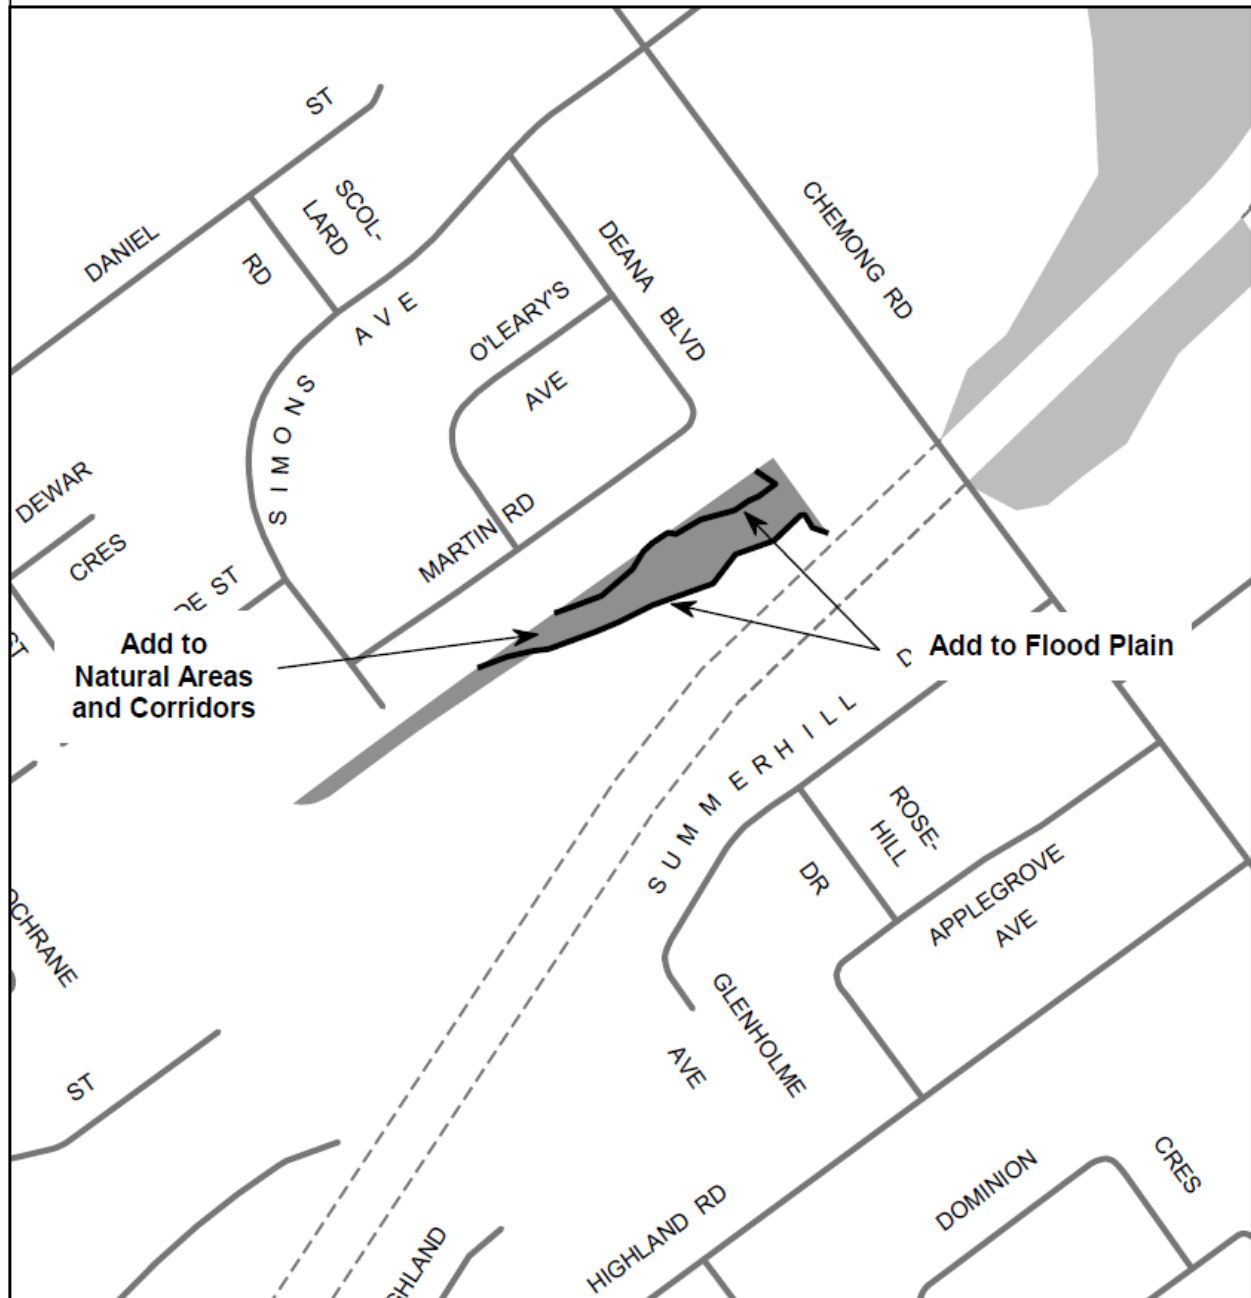 ST
SCOL-
LARD
RD
DANIEL
CHEMONG RD
DEANA BLVD
SIMONS AVE
O'LEARY'S
AVE
DEWAR
CRES
MARTIN RD
ST
Add to
Natural Areas
and Corridors
Add to Flood Plain
SUMMERHILL
ROSE-
HILL
DR
APPLEGROVE
AVE
GLENHOLME
AVE
ST
HIGHLAND RD
DOMINION
CRES